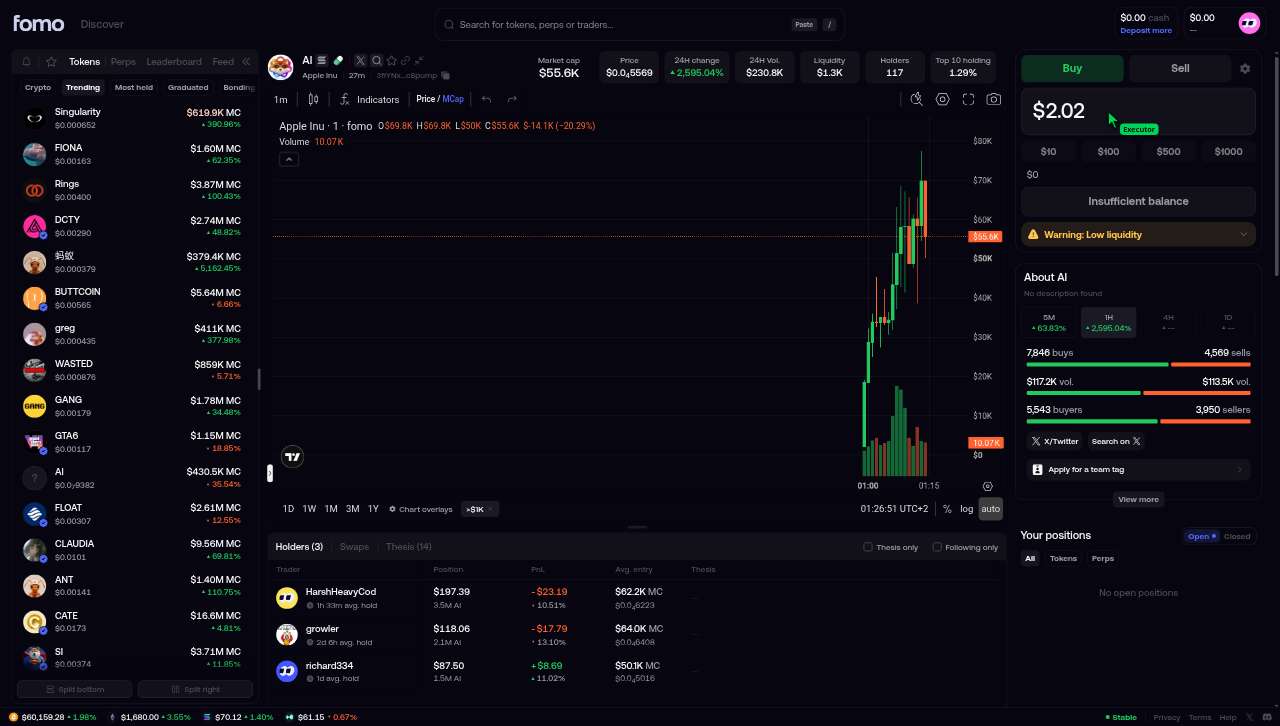 fomo
Discover
Search for tokens, perps or traders...
Paste
/
$0.00 cash
Deposit more
$0.00
—
Tokens
Perps
Leaderboard
Feed
Crypto
Trending
Most held
Graduated
Bonding
Singularity
$619.9K MC
$0.000652
390.96%
FIONA
$1.60M MC
$0.00163
62.35%
Rings
$3.87M MC
$0.00400
100.43%
DCTY
$2.74M MC
$0.00290
48.82%
蚂蚁
$379.4K MC
$0.000379
5,162.45%
BUTTCOIN
$5.64M MC
$0.00565
6.66%
greg
$411K MC
$0.000435
377.98%
WASTED
$859K MC
$0.000876
5.71%
GANG
$1.78M MC
$0.00179
34.48%
GTA6
$1.15M MC
$0.00117
18.85%
AI
$430.5K MC
35.54%
FLOAT
$2.61M MC
$0.00307
12.55%
CLAUDIA
$9.56M MC
$0.0101
69.81%
ANT
$1.40M MC
$0.00141
110.75%
CATE
$16.6M MC
$0.0173
4.81%
SI
$3.71M MC
$0.00374
11.85%
Split bottom
Split right
AI
Apple Inu
27m
Market cap
$55.6K
Price
$0.0₄5569
24H change
2,595.04%
24H Vol.
$230.8K
Liquidity
$1.3K
Holders
117
Top 10 holding
1.29%
1m
Indicators
Price / MCap
Apple Inu · 1 · fomo O$69.8K H$69.8K L$50K C$55.6K $-14.1K (−20.29%)
Volume 10.07K
$80K
$70K
$60K
$55.6K
$50K
$40K
$30K
$20K
$10K
10.07K
$0
01:00
01:15
1D
1W
1M
3M
1Y
Chart overlays
>$1K
01:26:51 UTC+2
%
log
auto
Holders (3)
Swaps
Thesis (14)
Thesis only
Following only
Trader
Position
PnL
Avg. entry
Thesis
HarshHeavyCod
$197.39
-$23.19
$62.2K MC
1h 33m avg. hold
3.5M AI
10.51%
$0.0₄6223
growler
$118.06
-$17.79
$64.0K MC
2d 6h avg. hold
2.1M AI
13.10%
$0.0₄6408
richard334
$87.50
+$8.69
$50.1K MC
1d avg. hold
1.5M AI
11.02%
$0.0₄5016
Buy
Sell
$2.02
Executor
$10
$100
$500
$1000
$0
Insufficient balance
Warning: Low liquidity
About AI
No description found
5M
63.83%
1H
2,595.04%
4H
--
1D
--
7,846 buys
4,569 sells
$117.2K vol.
$113.5K vol.
5,543 buyers
3,950 sellers
X/Twitter
Search on X
Apply for a team tag
View more
Your positions
Open
Closed
All
Tokens
Perps
No open positions
$60,159.28 1.98%
$1,680.00 3.55%
$70.12 1.40%
$61.15 0.67%
Stable
Privacy
Terms
Help